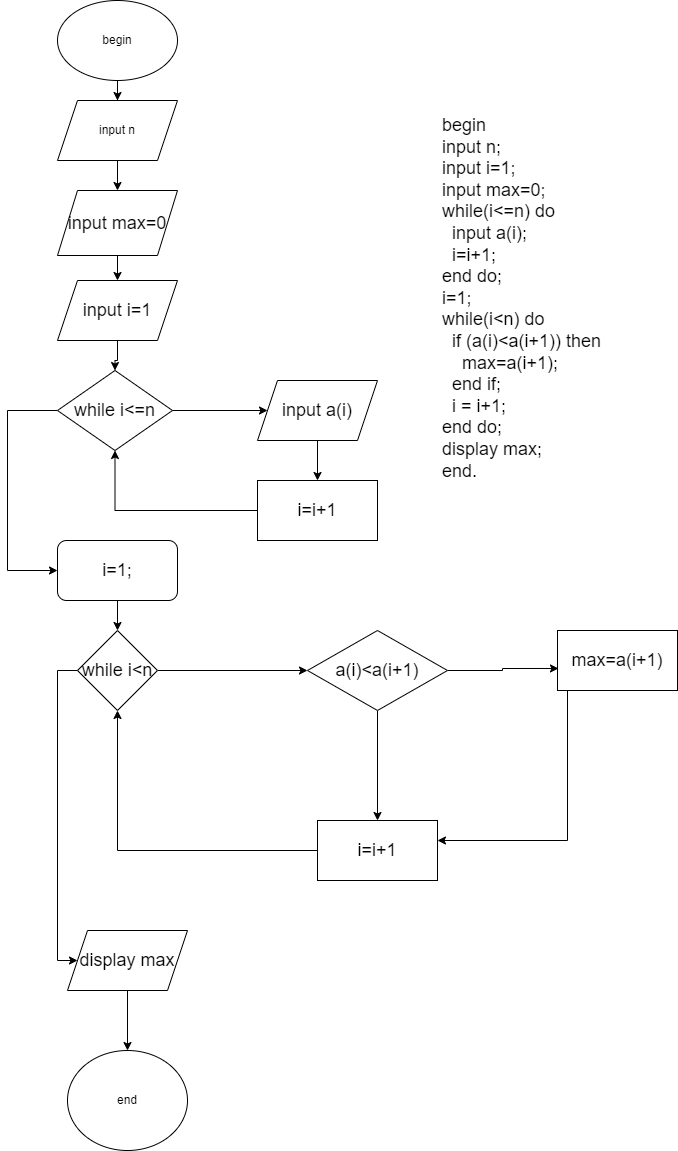 begin
input n
input max=0
input i=1
while i<=n
input a(i)
i=i+1
i=1;
while i<n
a(i)<a(i+1)
max=a(i+1)
i=i+1
display max
end
begin
input n;
input i=1;
input max=0;
while(i<=n) do
input a(i);
i=i+1;
end do;
i=1;
while(i<n) do
if (a(i)<a(i+1)) then
max=a(i+1);
end if;
i = i+1;
end do;
display max;
end.